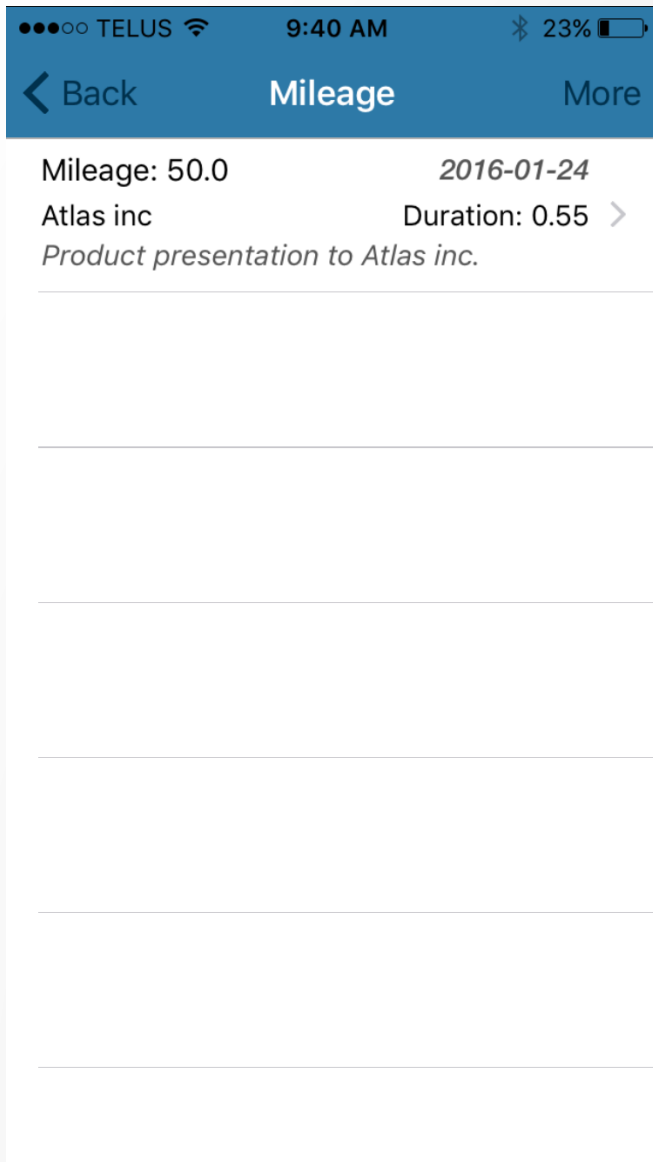 TELUS 9:40 AM 23%
Back Mileage More
Mileage: 50.0 2016-01-24
Atlas inc Duration: 0.55
Product presentation to Atlas inc.